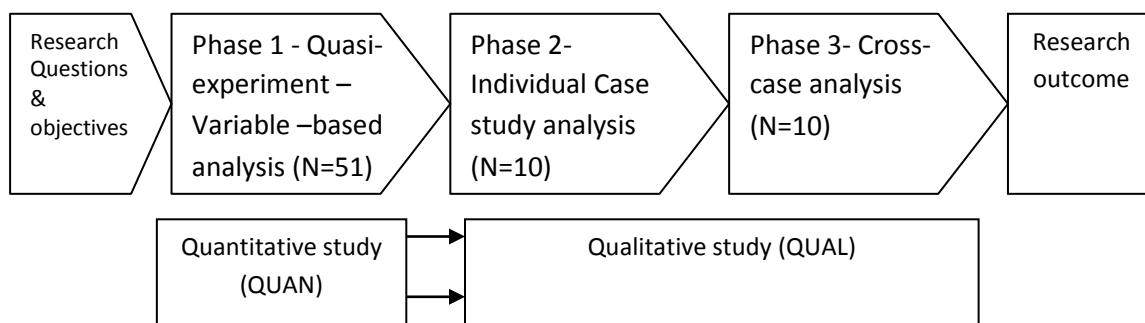 Research
Questions
&
objectives
Phase 1 - Quasi-
experiment –
Variable –based
analysis (N=51)
Phase 2-
Individual Case
study analysis
(N=10)
Phase 3- Cross-
case analysis
(N=10)
Research
outcome
Quantitative study
(QUAN)
Qualitative study (QUAL)